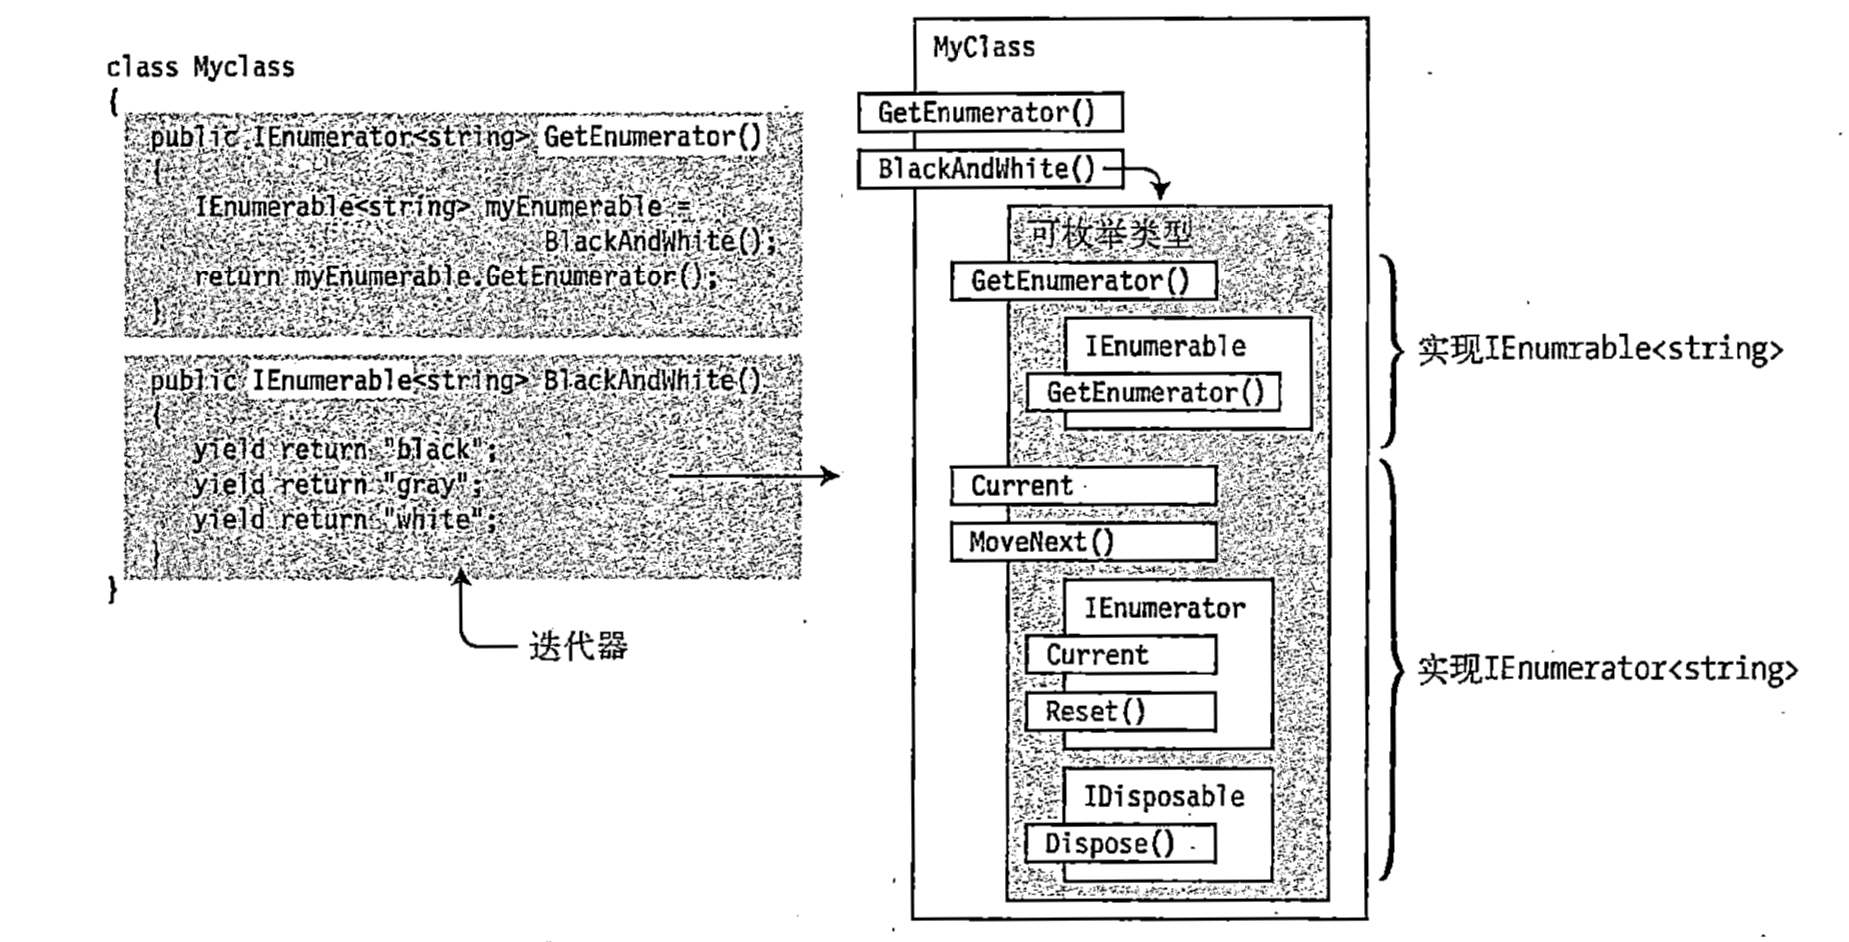 class Myclass
{
public IEnumerator<string> GetEnumerator()
{
IEnumerable<string> myEnumerable =
BlackAndWhite();
return myEnumerable.GetEnumerator();
}
public IEnumerable<string> BlackAndWhite()
{
yield return "black";
yield return "gray";
yield return "white";
}
}
迭代器
MyClass
GetEnumerator()
BlackAndWhite()
可枚举类型
GetEnumerator()
IEnumerable
GetEnumerator()
实现IEnumrable<string>
Current
MoveNext()
IEnumerator
Current
Reset()
实现IEnumerator<string>
IDisposable
Dispose()